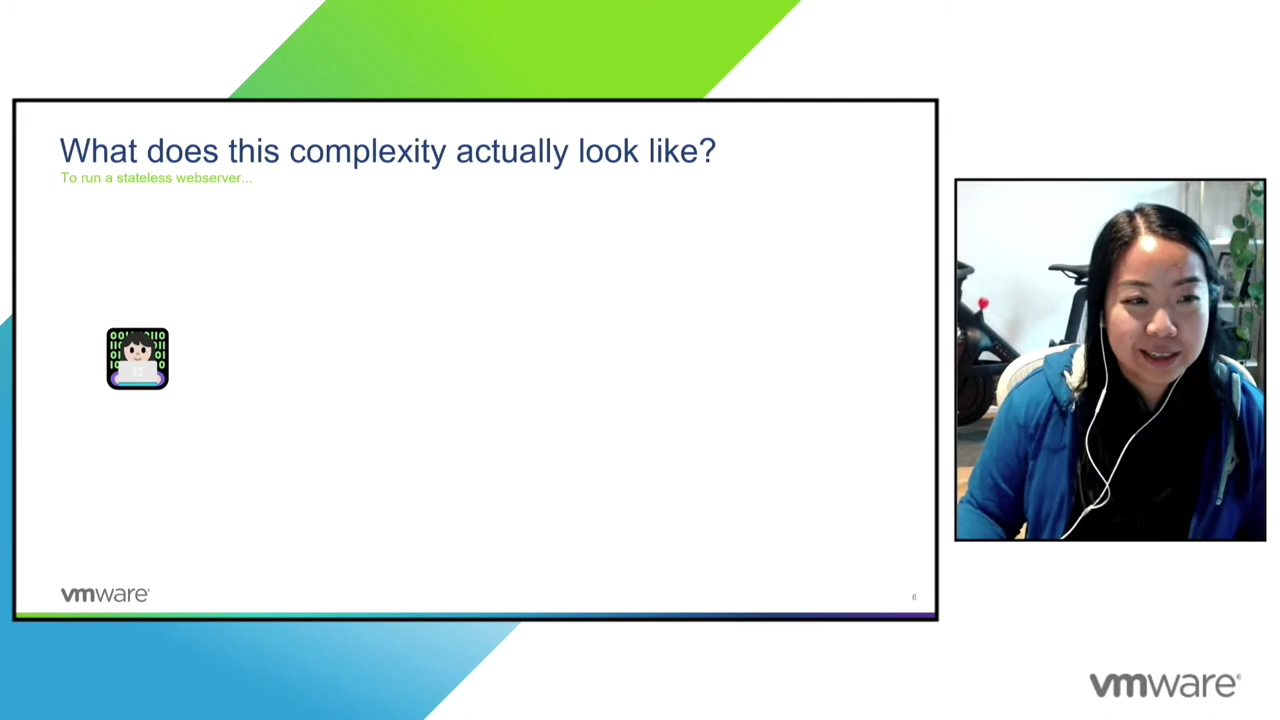 What does this complexity actually look like?
To run a stateless webserver...
vmware®
8
vmware®